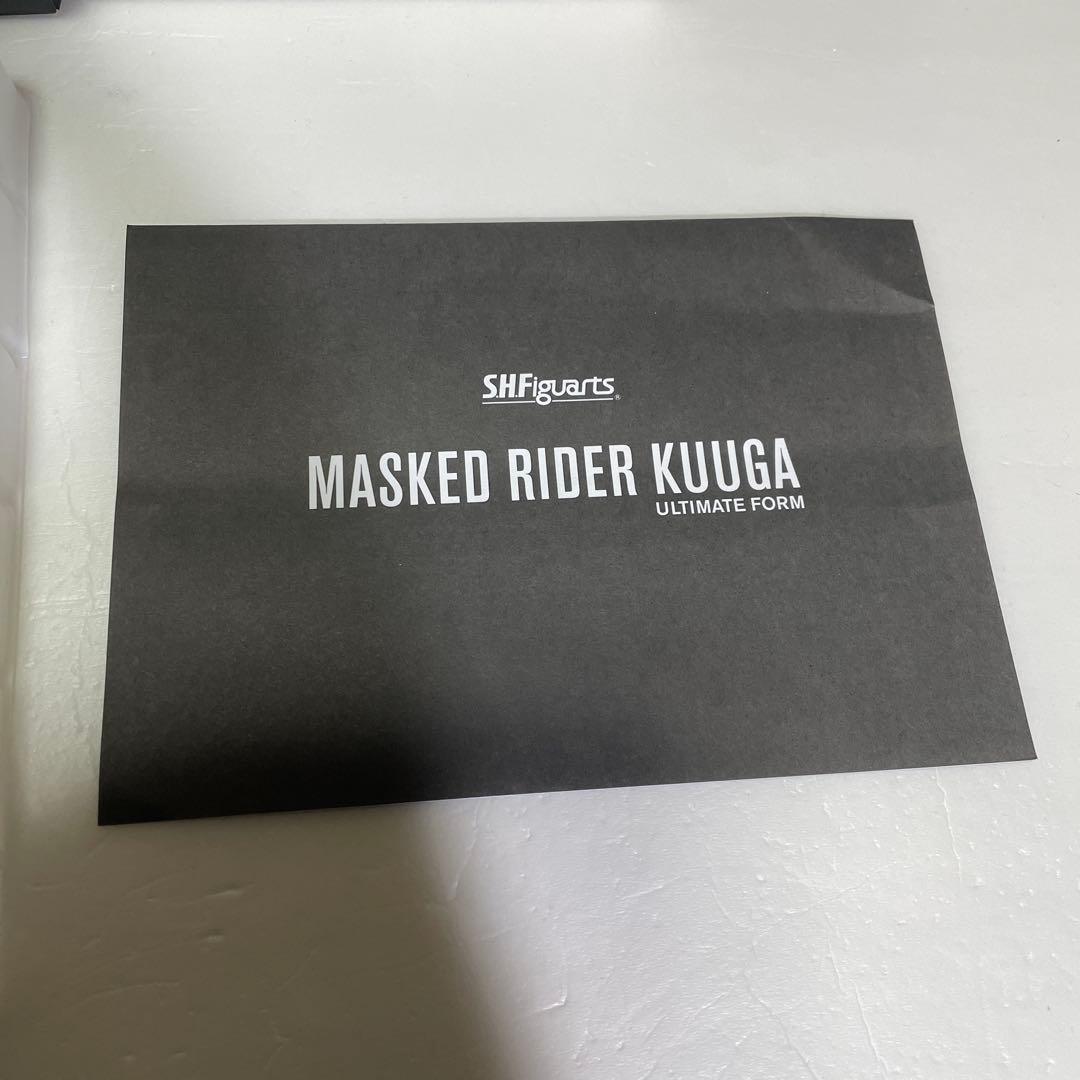 S.H.Figuarts®
MASKED RIDER KUUGA
ULTIMATE FORM